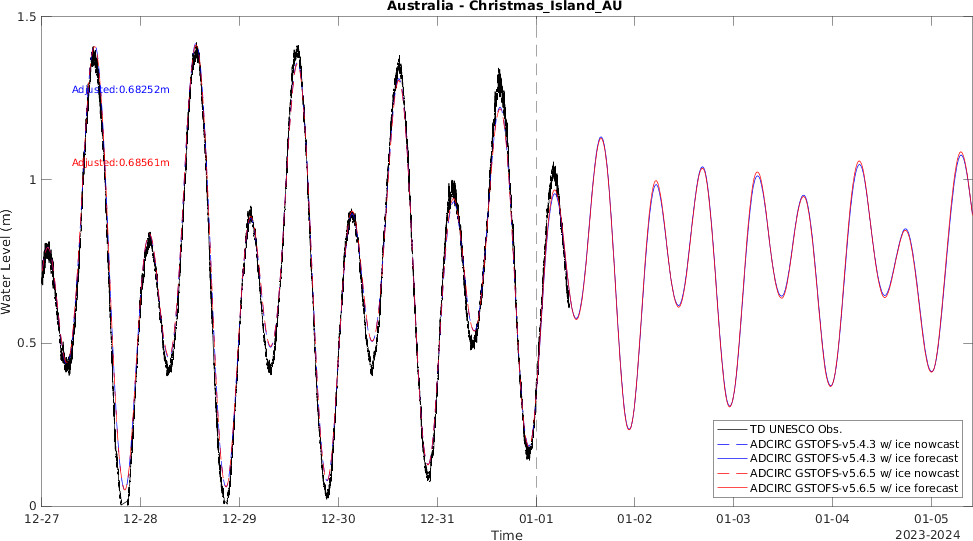 Australia - Christmas_Island_AU
1.5
Adjusted:0.68252m
Adjusted:0.68561m
1
Water Level (m)
0.5
TD UNESCO Obs.
ADCIRC GSTOFS-v5.4.3 w/ ice nowcast
ADCIRC GSTOFS-v5.4.3 w/ ice forecast
ADCIRC GSTOFS-v5.6.5 w/ ice nowcast
ADCIRC GSTOFS-v5.6.5 w/ ice forecast
0
12-27 12-28 12-29 12-30 12-31 01-01 01-02 01-03 01-04 01-05
Time
2023-2024